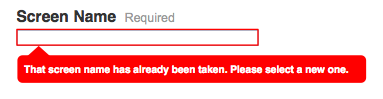 Screen Name Required
That screen name has already been taken. Please select a new one.